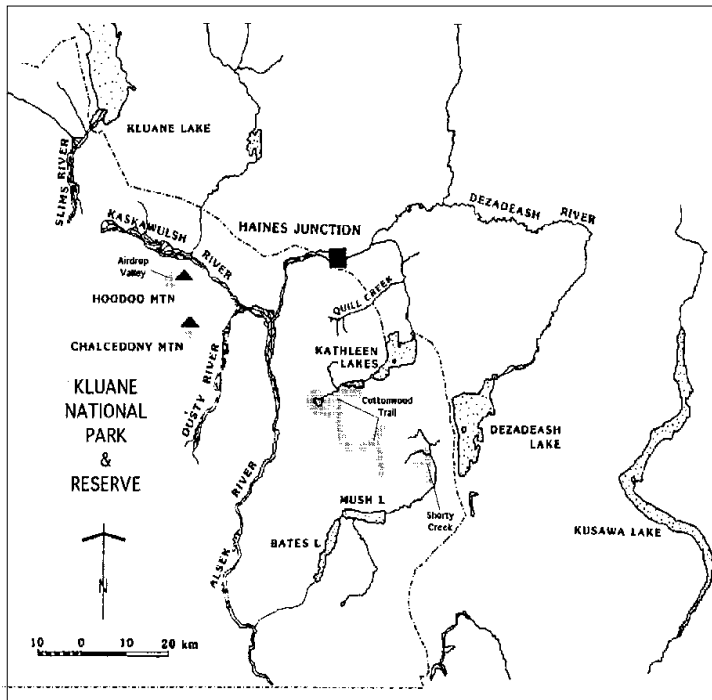 KLUANE LAKE
SLIMS RIVER
KASKAWULSH
RIVER
HAINES JUNCTION
DEZADEASH
RIVER
Airdrop
Valley
HOODOO MTN
QUILL CREEK
CHALCEDONY MTN
KATHLEEN
LAKES
KLUANE
NATIONAL
PARK
&
RESERVE
DUSTY RIVER
Cottonwood
Trail
DEZADEASH
LAKE
ALSEK
RIVER
MUSH L
Shorty
Creek
BATES L
KUSAWA LAKE
N
10 0 10 20 km